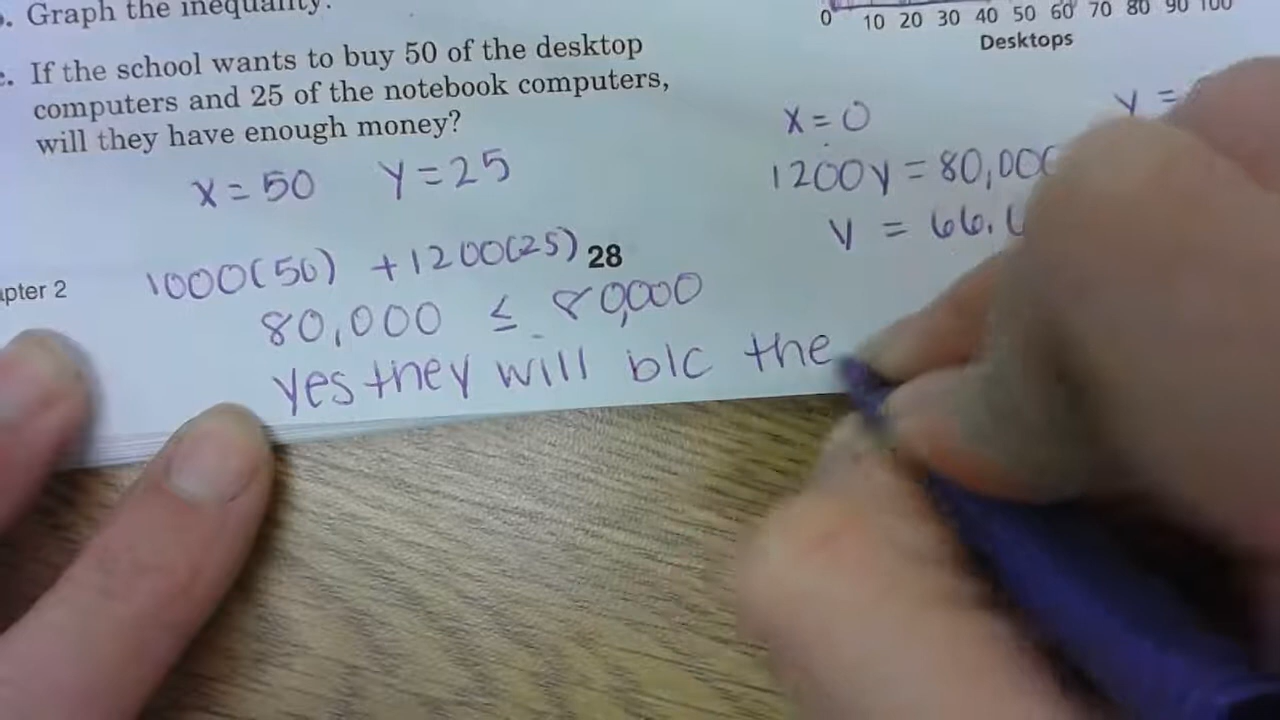 . Graph the inequality.
0 10 20 30 40 50 60 70 80 90 100
Desktops
. If the school wants to buy 50 of the desktop
computers and 25 of the notebook computers,
will they have enough money?
x = 50 y = 25
1000(50) + 1200(25)
80,000 ≤ 80,000
yes they will b/c the
x = 0
1200y = 80,000
y = 66.6
y =
pter 2
28